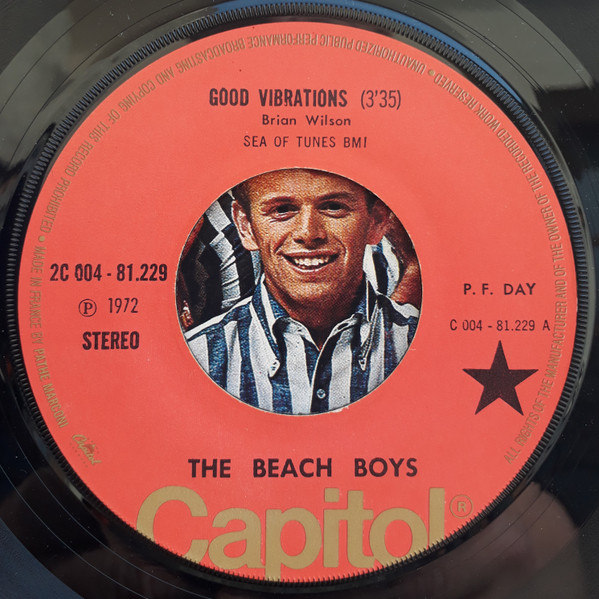 GOOD VIBRATIONS (3'35)
Brian Wilson
SEA OF TUNES BMI
2C 004 - 81.229
Ⓟ 1972
STEREO
P. F. DAY
C 004 - 81.229 A
THE BEACH BOYS
Capitol®
Capitol
ALL RIGHTS OF THE MANUFACTURER AND OF THE OWNER OF THE RECORDED WORK RESERVED • UNAUTHORIZED PUBLIC PERFORMANCE BROADCASTING AND COPYING OF THIS RECORD PROHIBITED • MADE IN FRANCE BY PATHE MARCONI